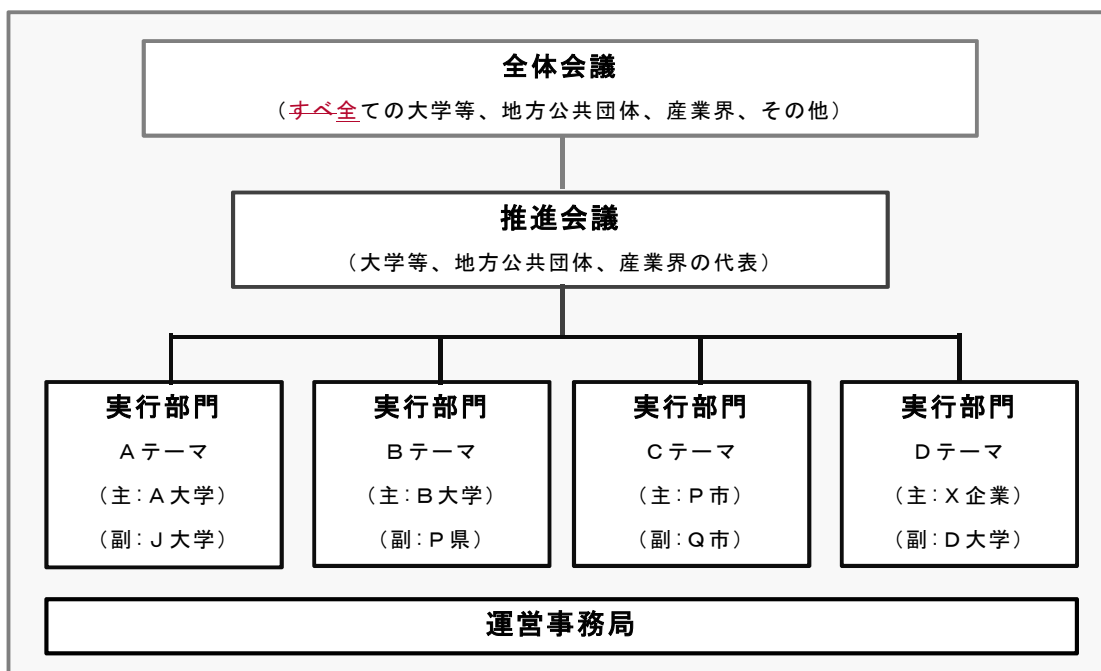 全体会議
（すべ全ての大学等、地方公共団体、産業界、その他）
推進会議
（大学等、地方公共団体、産業界の代表）
実行部門
Aテーマ
（主：A大学）
（副：J大学）
実行部門
Bテーマ
（主：B大学）
（副：P県）
実行部門
Cテーマ
（主：P市）
（副：Q市）
実行部門
Dテーマ
（主：X企業）
（副：D大学）
運営事務局